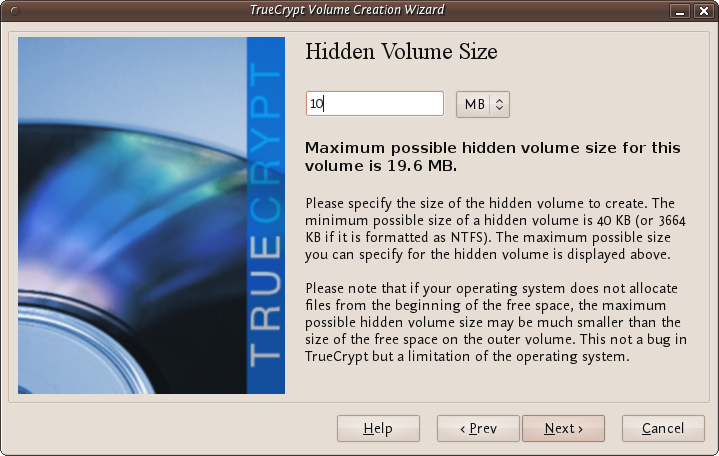 TrueCrypt Volume Creation Wizard
TRUECRYPT
Hidden Volume Size
10
MB
Maximum possible hidden volume size for this
volume is 19.6 MB.
Please specify the size of the hidden volume to create. The
minimum possible size of a hidden volume is 40 KB (or 3664
KB if it is formatted as NTFS). The maximum possible size
you can specify for the hidden volume is displayed above.
Please note that if your operating system does not allocate
files from the beginning of the free space, the maximum
possible hidden volume size may be much smaller than the
size of the free space on the outer volume. This not a bug in
TrueCrypt but a limitation of the operating system.
Help
‹ Prev
Next ›
Cancel